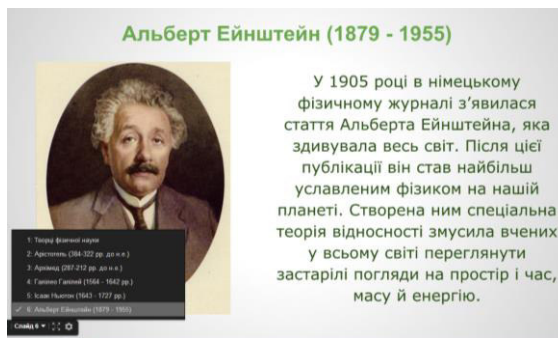 Альберт Ейнштейн (1879 - 1955)
У 1905 році в німецькому
фізичному журналі з’явилася
стаття Альберта Ейнштейна, яка
здивувала весь світ. Після цієї
публікації він став найбільш
уславленим фізиком на нашій
планеті. Створена ним спеціальна
теорія відносності змусила вчених
у всьому світі переглянути
застарілі погляди на простір і час,
масу й енергію.
1: Творці фізичної науки
2: Арістотель (384-322 рр. до н.е.)
3: Архімед (287-212 рр. до н.е.)
4: Галілео Галілей (1564 - 1642 рр.)
5: Ісаак Ньютон (1643 - 1727 рр.)
✓ 6: Альберт Ейнштейн (1879 - 1955)
Слайд 6